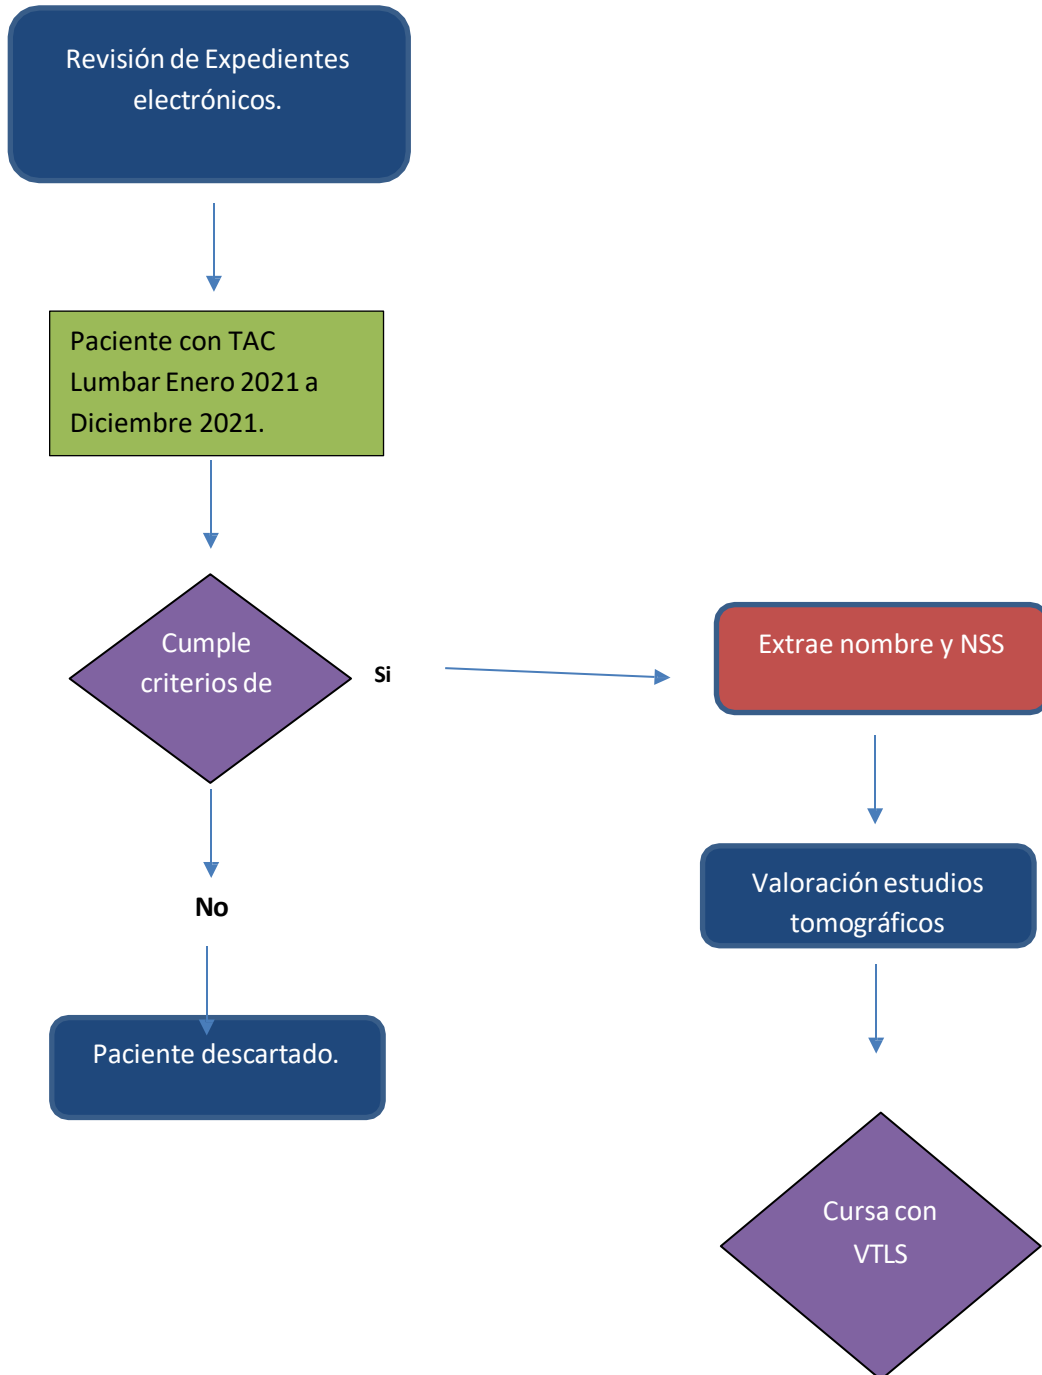 Revisión de Expedientes
electrónicos.
Paciente con TAC
Lumbar Enero 2021 a
Diciembre 2021.
Cumple
criterios de
Si
Extrae nombre y NSS
Valoración estudios
tomográficos
No
Paciente descartado.
Cursa con
VTLS